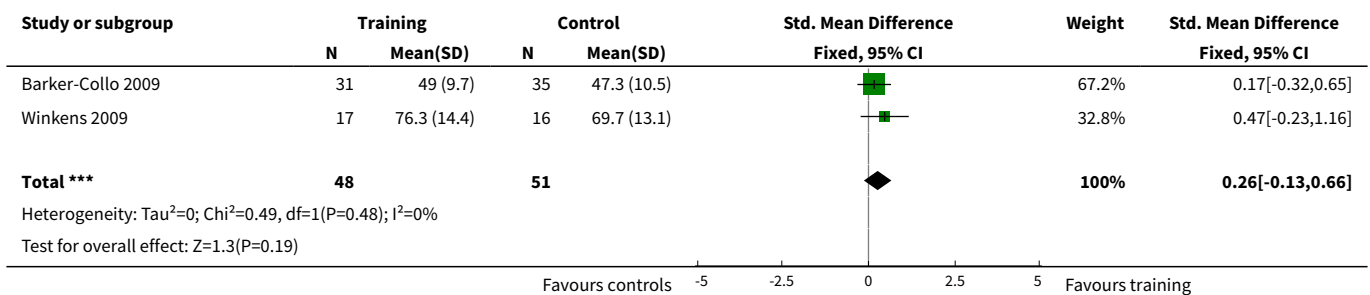 Study or subgroup Training Control Std. Mean Difference Weight Std. Mean Difference
N Mean(SD) N Mean(SD) Fixed, 95% CI Fixed, 95% CI
Barker-Collo 2009 31 49 (9.7) 35 47.3 (10.5) 67.2% 0.17[-0.32,0.65]
Winkens 2009 17 76.3 (14.4) 16 69.7 (13.1) 32.8% 0.47[-0.23,1.16]
Total *** 48 51 100% 0.26[-0.13,0.66]
Heterogeneity: Tau²=0; Chi²=0.49, df=1(P=0.48); I²=0%
Test for overall effect: Z=1.3(P=0.19)
Favours controls -5 -2.5 0 2.5 5 Favours training